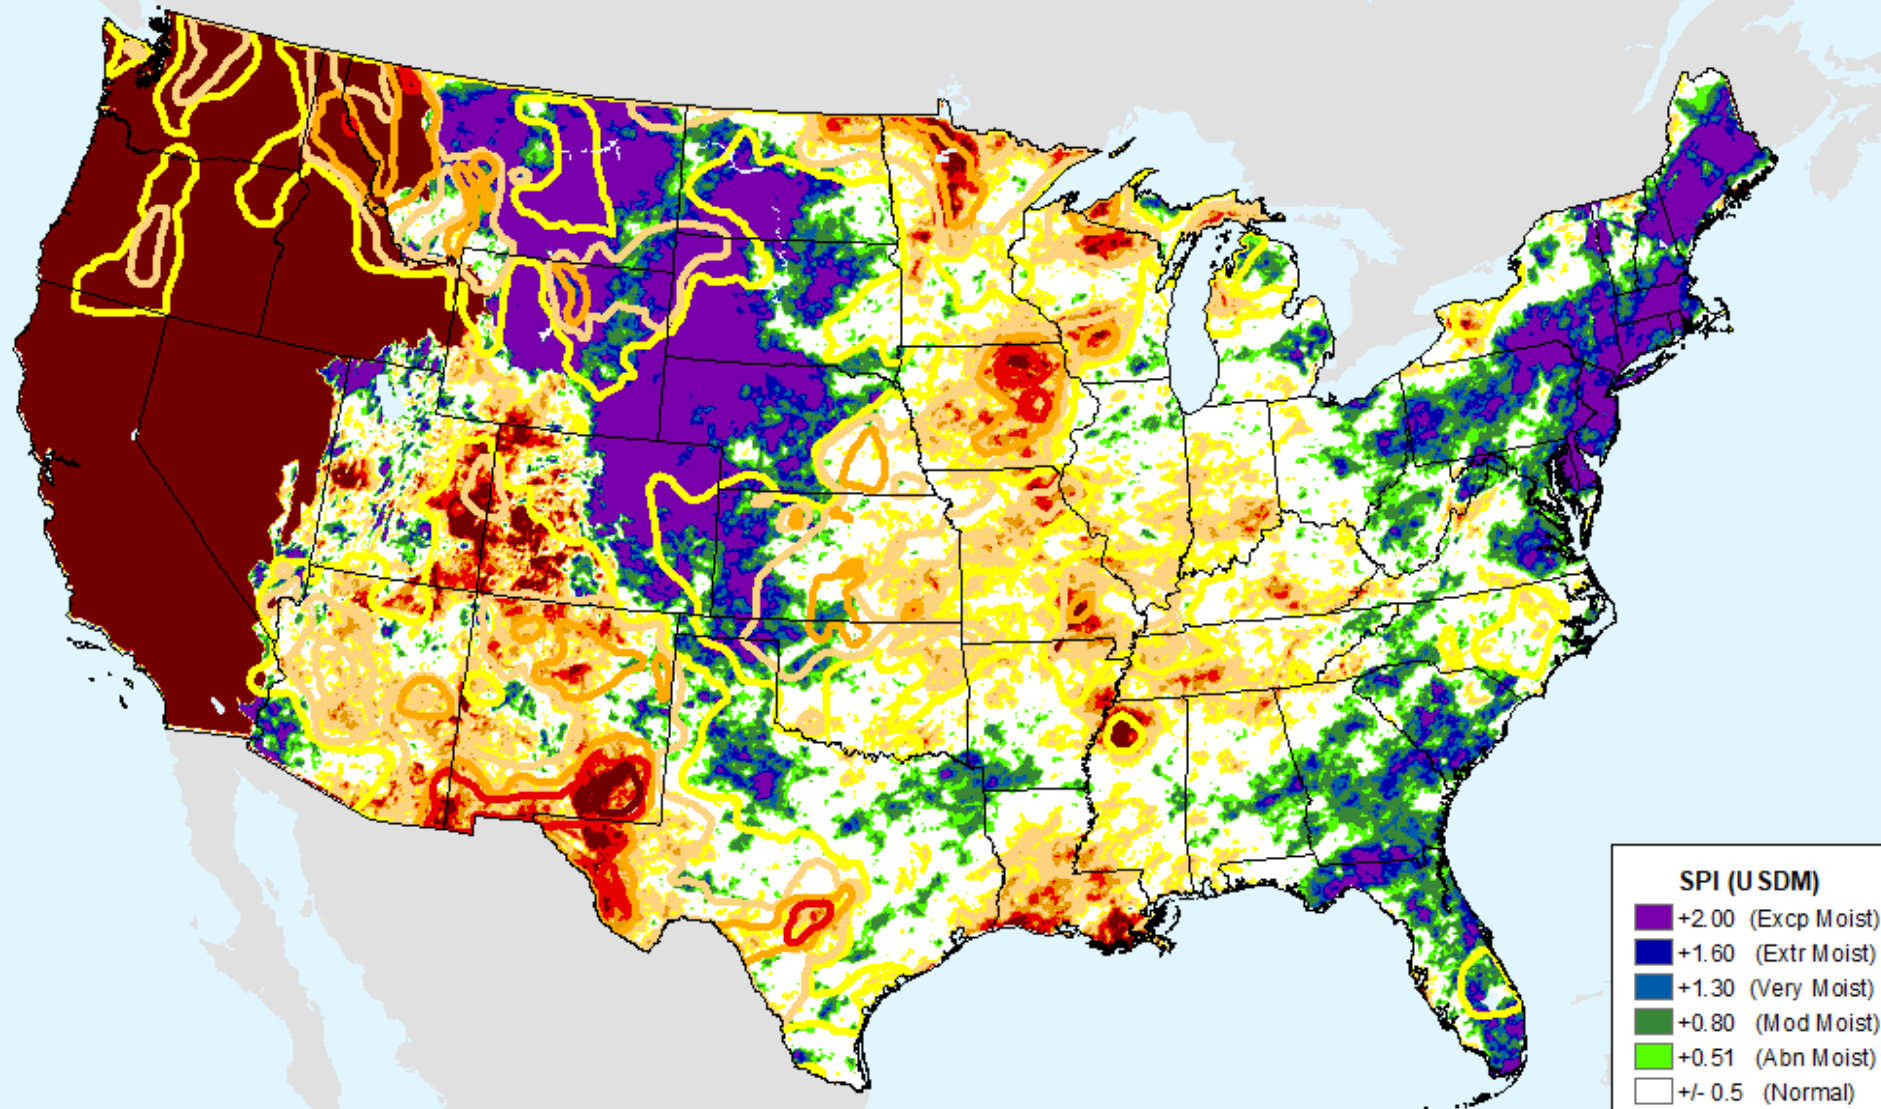 SPI (USDM)
+2.00 (Excp Moist)
+1.60 (Extr Moist)
+1.30 (Very Moist)
+0.80 (Mod Moist)
+0.51 (Abn Moist)
+/- 0.5 (Normal)